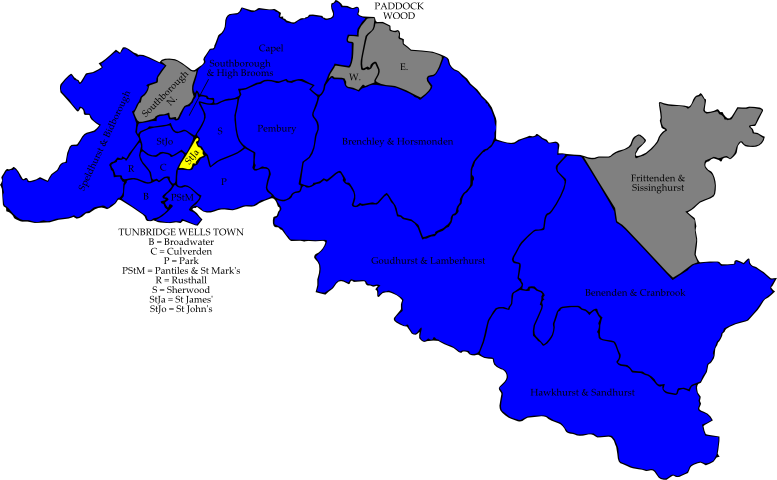 PADDOCK
WOOD
Capel
Southborough
& High Brooms
W.
E.
Southborough
N.
Speldhurst & Bidborough
S
Pembury
StJo
StJa
Brenchley & Horsmonden
R
C
P
B
PStM
Frittenden &
Sissinghurst
TUNBRIDGE WELLS TOWN
B = Broadwater
C = Culverden
P = Park
PStM = Pantiles & St Mark's
R = Rusthall
S = Sherwood
StJa = St James'
StJo = St John's
Goudhurst & Lamberhurst
Benenden & Cranbrook
Hawkhurst & Sandhurst